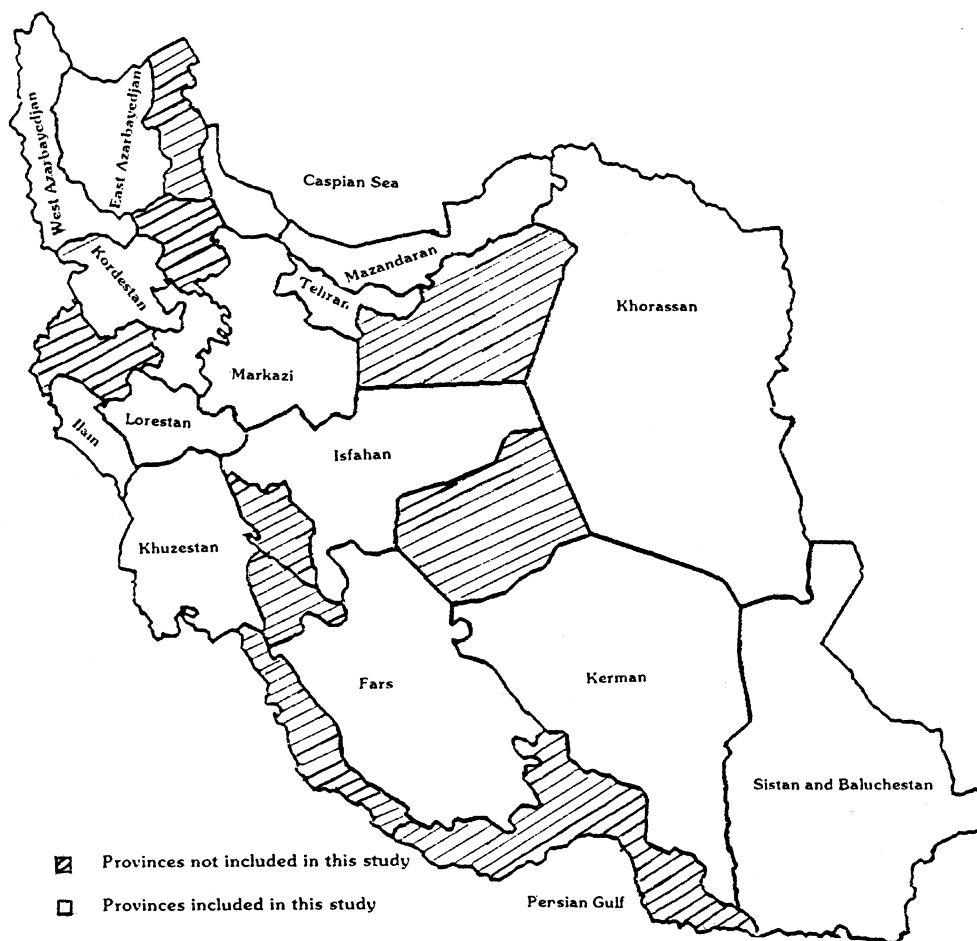 West Azarbayedjan
East Azarbayedjan
Caspian Sea
Kordestan
Mazandaran
Tehran
Khorassan
Markazi
Ilam
Lorestan
Isfahan
Khuzestan
Fars
Kerman
Sistan and Baluchestan
Provinces not included in this study
Provinces included in this study
Persian Gulf